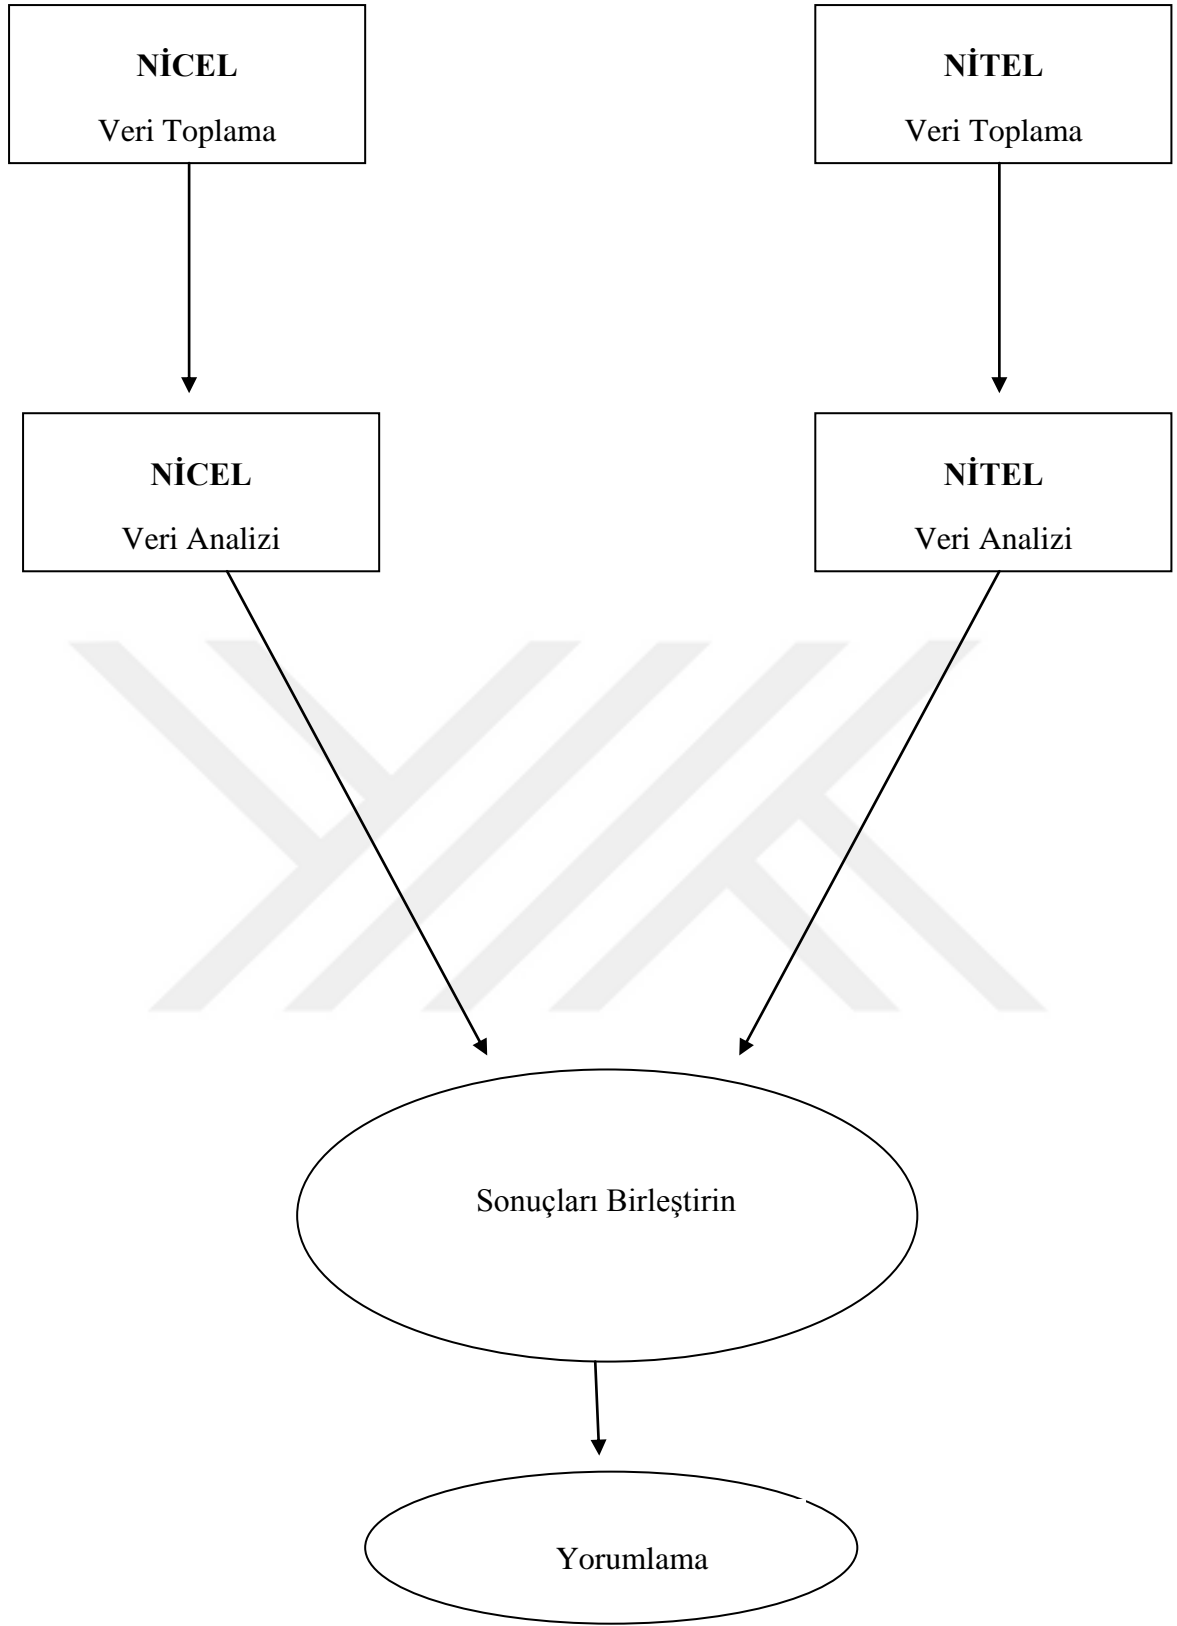 NİCEL
Veri Toplama
NİTEL
Veri Toplama
NİCEL
Veri Analizi
NİTEL
Veri Analizi
Sonuçları Birleştirin
Yorumlama